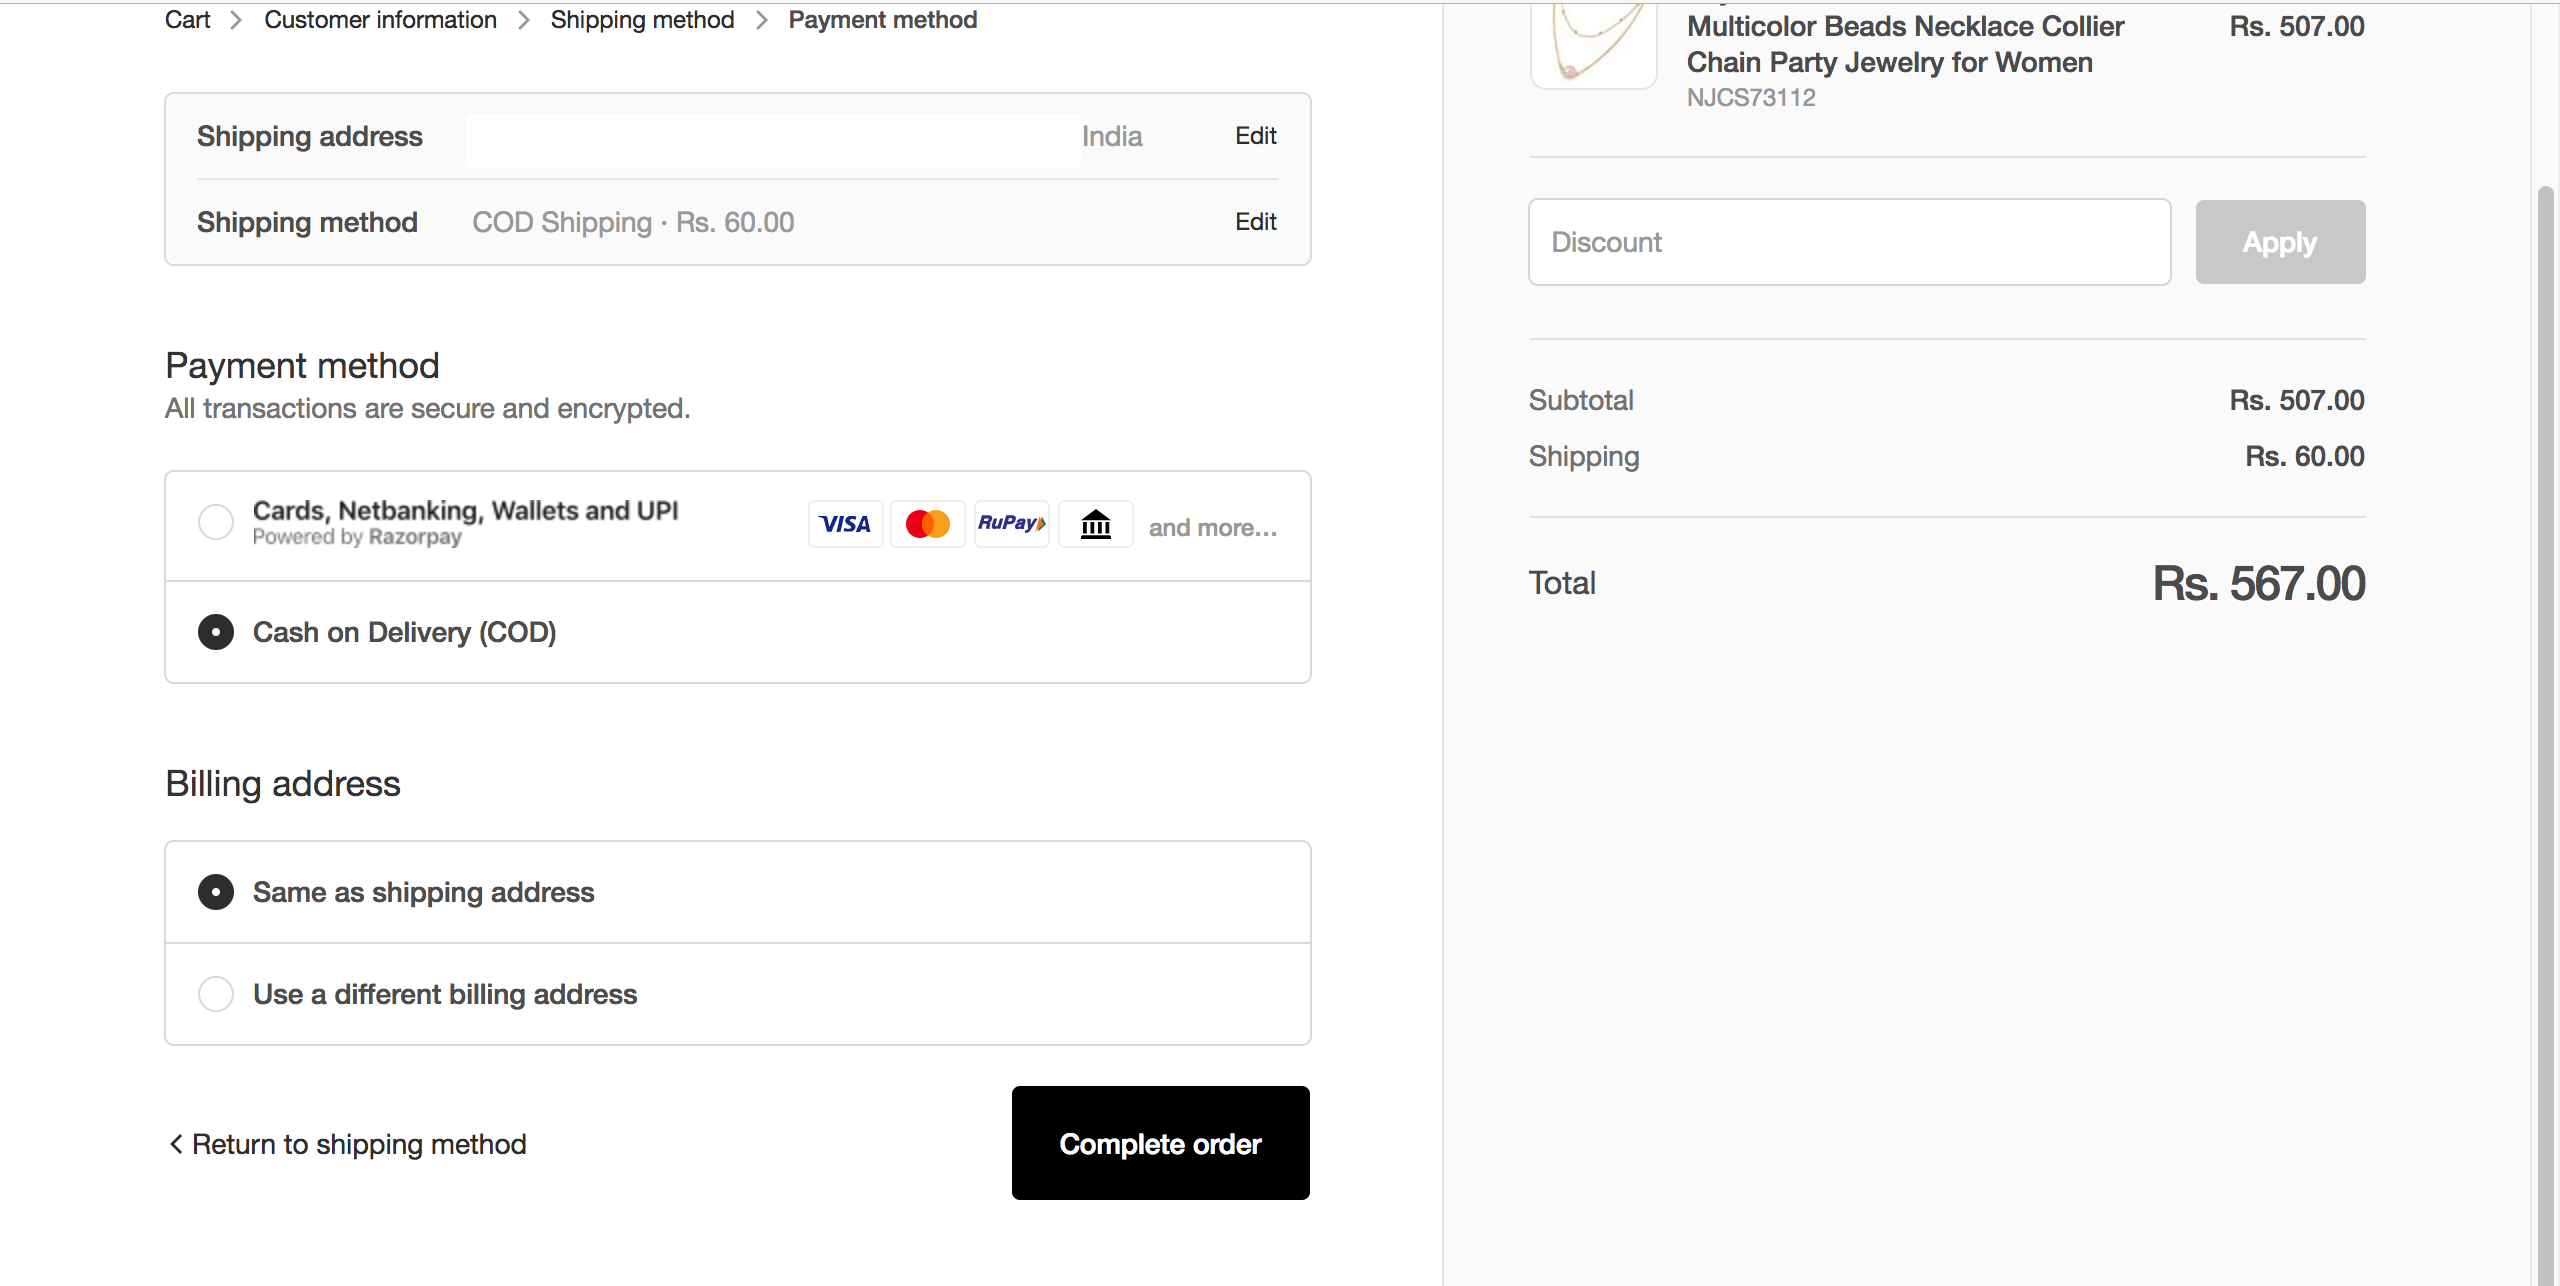 Cart > Customer information > Shipping method > Payment method
Shipping address India Edit
Shipping method COD Shipping · Rs. 60.00 Edit
Payment method
All transactions are secure and encrypted.
Cards, Netbanking, Wallets and UPI
Powered by Razorpay
VISA RuPay and more...
Cash on Delivery (COD)
Billing address
Same as shipping address
Use a different billing address
< Return to shipping method
Complete order
Multicolor Beads Necklace Collier Rs. 507.00
Chain Party Jewelry for Women
NJCS73112
Discount Apply
Subtotal Rs. 507.00
Shipping Rs. 60.00
Total Rs. 567.00